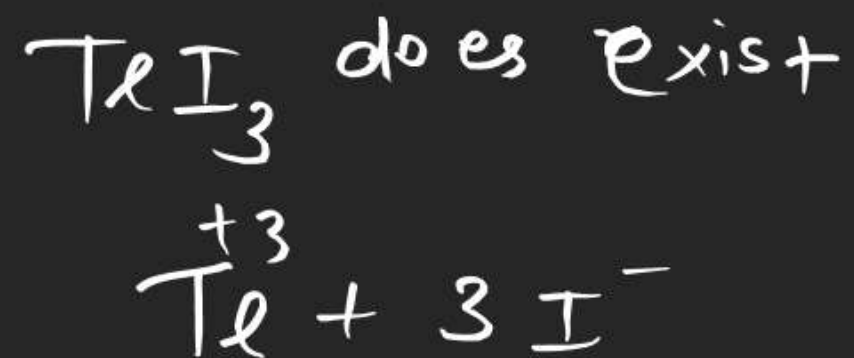 TlI₃ does exist
Tl⁺³ + 3 I⁻